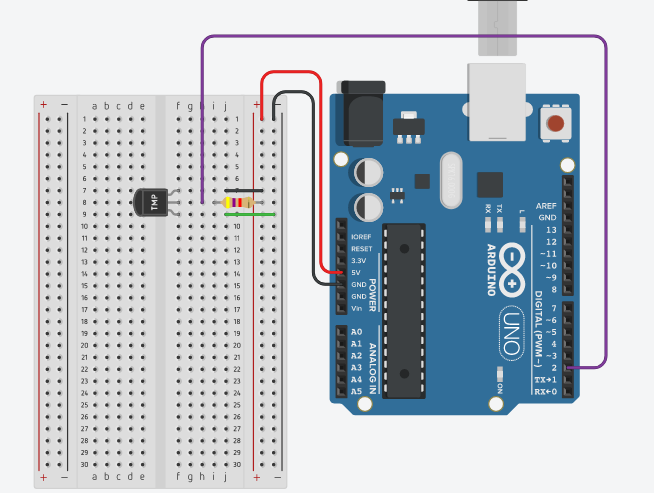 + − a b c d e f g h i j + −
1 1
2 2
3 3
4 4
5 5
6 6
7 7
8 TMP 8
9 9
10 10
11 11
12 12
13 13
14 14
15 15
16 16
17 17
18 18
19 19
20 20
21 21
22 22
23 23
24 24
25 25
26 26
27 27
28 28
29 29
30 30
+ − a b c d e f g h i j + −
IOREF
RESET
3.3V
5V
GND
GND
Vin
POWER
A0
A1
A2
A3
A4
A5
ANALOG IN
RX
TX
L
ARDUINO
UNO
ON
AREF
GND
13
12
~11
~10
~9
8
7
~6
~5
4
~3
2
TX→1
RX←0
DIGITAL (PWM~)